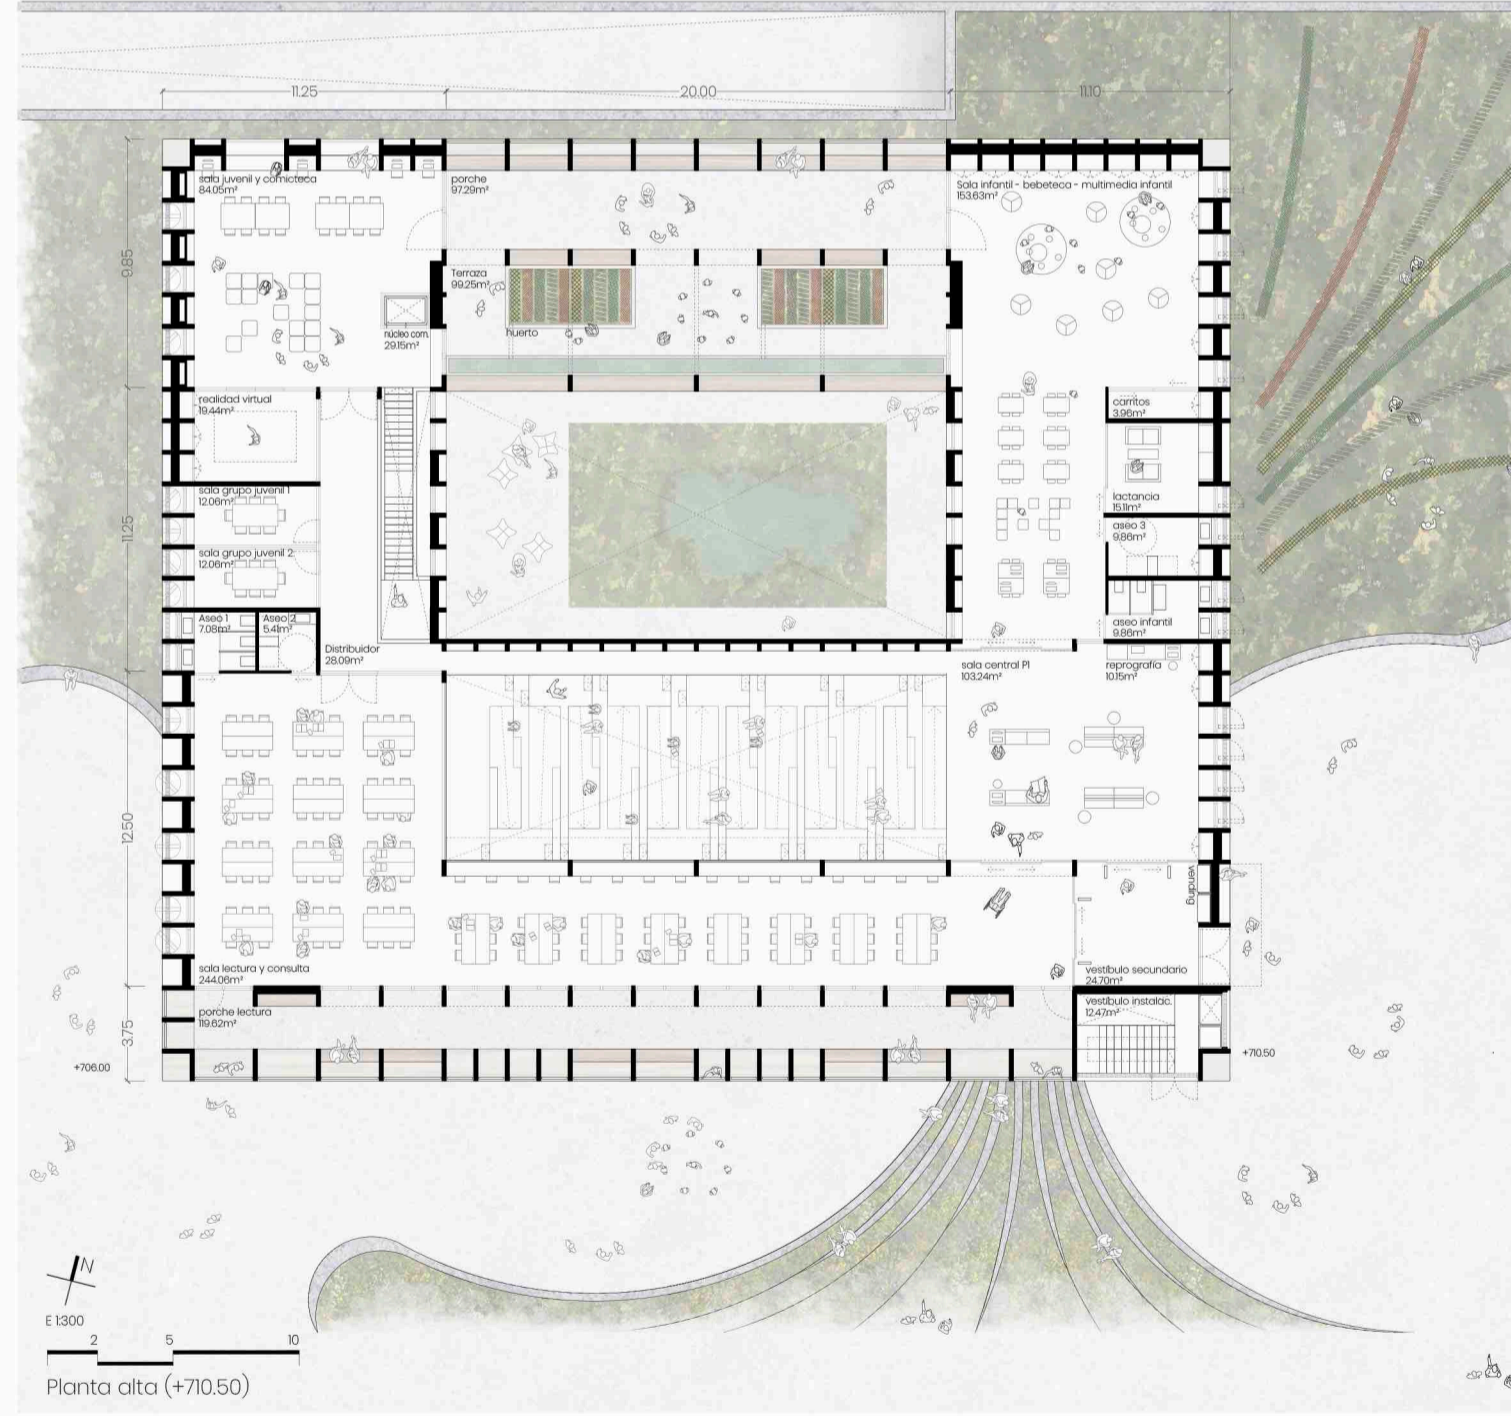 11.25
20.00
11.10
sala juvenil y comicteca
84.05m²
porche
97.29m²
Sala infantil - bebeteca - multimedia infantil
153.63m²
9.85
Terraza
99.25m²
huerto
núcleo com.
29.15m²
realidad virtual
19.44m²
carritos
3.96m²
sala grupo juvenil 1
12.06m²
lactancia
15.11m²
11.25
aseo 3
9.86m²
sala grupo juvenil 2
12.06m²
Aseo 1
7.08m²
Aseo 2
5.41m²
aseo infantil
9.86m²
Distribuidor
28.09m²
sala central P1
103.24m²
reprografía
10.15m²
12.50
vending
sala lectura y consulta
244.06m²
vestíbulo secundario
24.70m²
porche lectura
119.62m²
vestíbulo instalac.
12.47m²
3.75
+706.00
+710.50
N
E 1:300
2
5
10
Planta alta (+710.50)